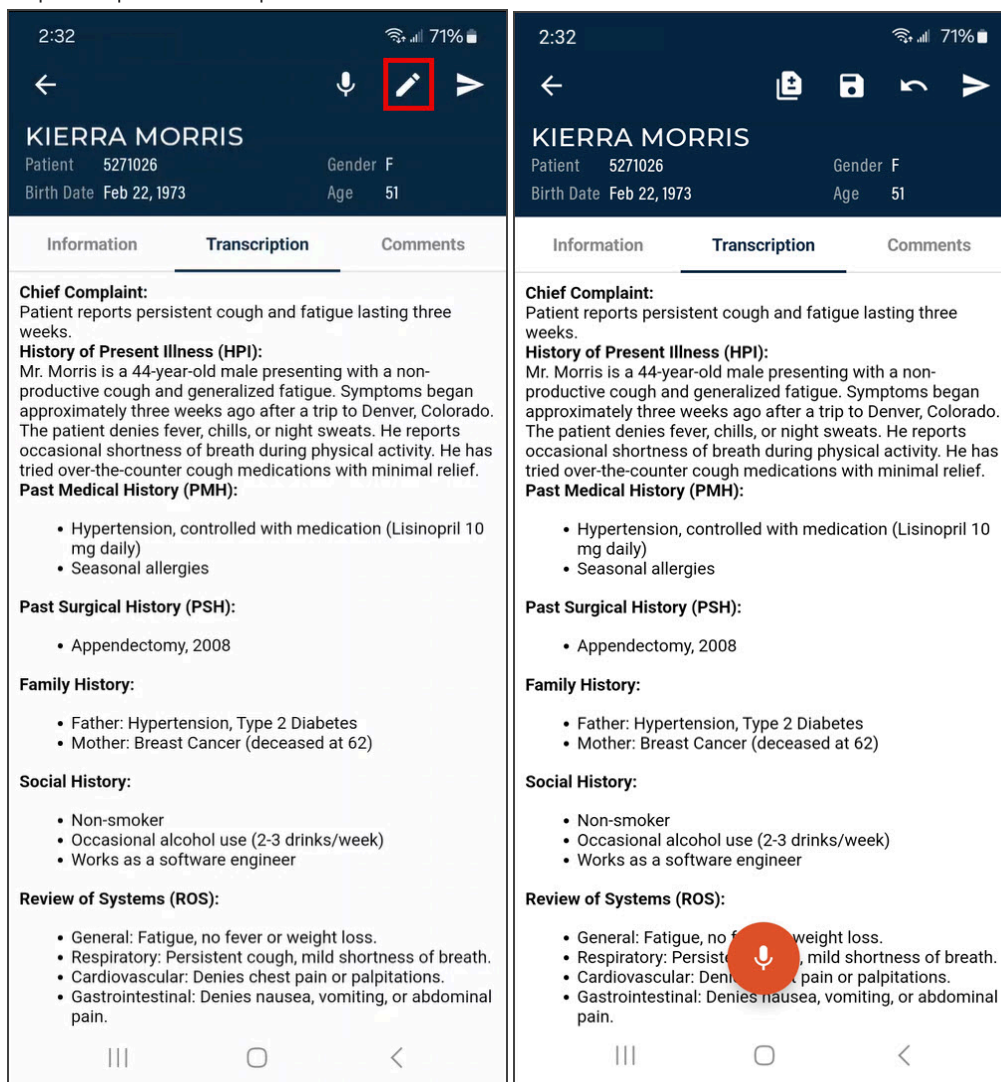 2:32
71%
KIERRA MORRIS
Patient 5271026 Gender F
Birth Date Feb 22, 1973 Age 51
Information Transcription Comments
Chief Complaint:
Patient reports persistent cough and fatigue lasting three
weeks.
History of Present Illness (HPI):
Mr. Morris is a 44-year-old male presenting with a non-
productive cough and generalized fatigue. Symptoms began
approximately three weeks ago after a trip to Denver, Colorado.
The patient denies fever, chills, or night sweats. He reports
occasional shortness of breath during physical activity. He has
tried over-the-counter cough medications with minimal relief.
Past Medical History (PMH):
• Hypertension, controlled with medication (Lisinopril 10
mg daily)
• Seasonal allergies
Past Surgical History (PSH):
• Appendectomy, 2008
Family History:
• Father: Hypertension, Type 2 Diabetes
• Mother: Breast Cancer (deceased at 62)
Social History:
• Non-smoker
• Occasional alcohol use (2-3 drinks/week)
• Works as a software engineer
Review of Systems (ROS):
• General: Fatigue, no fever or weight loss.
• Respiratory: Persistent cough, mild shortness of breath.
• Cardiovascular: Denies chest pain or palpitations.
• Gastrointestinal: Denies nausea, vomiting, or abdominal
pain.
2:32
71%
KIERRA MORRIS
Patient 5271026 Gender F
Birth Date Feb 22, 1973 Age 51
Information Transcription Comments
Chief Complaint:
Patient reports persistent cough and fatigue lasting three
weeks.
History of Present Illness (HPI):
Mr. Morris is a 44-year-old male presenting with a non-
productive cough and generalized fatigue. Symptoms began
approximately three weeks ago after a trip to Denver, Colorado.
The patient denies fever, chills, or night sweats. He reports
occasional shortness of breath during physical activity. He has
tried over-the-counter cough medications with minimal relief.
Past Medical History (PMH):
• Hypertension, controlled with medication (Lisinopril 10
mg daily)
• Seasonal allergies
Past Surgical History (PSH):
• Appendectomy, 2008
Family History:
• Father: Hypertension, Type 2 Diabetes
• Mother: Breast Cancer (deceased at 62)
Social History:
• Non-smoker
• Occasional alcohol use (2-3 drinks/week)
• Works as a software engineer
Review of Systems (ROS):
• General: Fatigue, no weight loss.
• Respiratory: , mild shortness of breath.
• Cardiovascular: pain or palpitations.
• Gastrointestinal: Denies nausea, vomiting, or abdominal
pain.